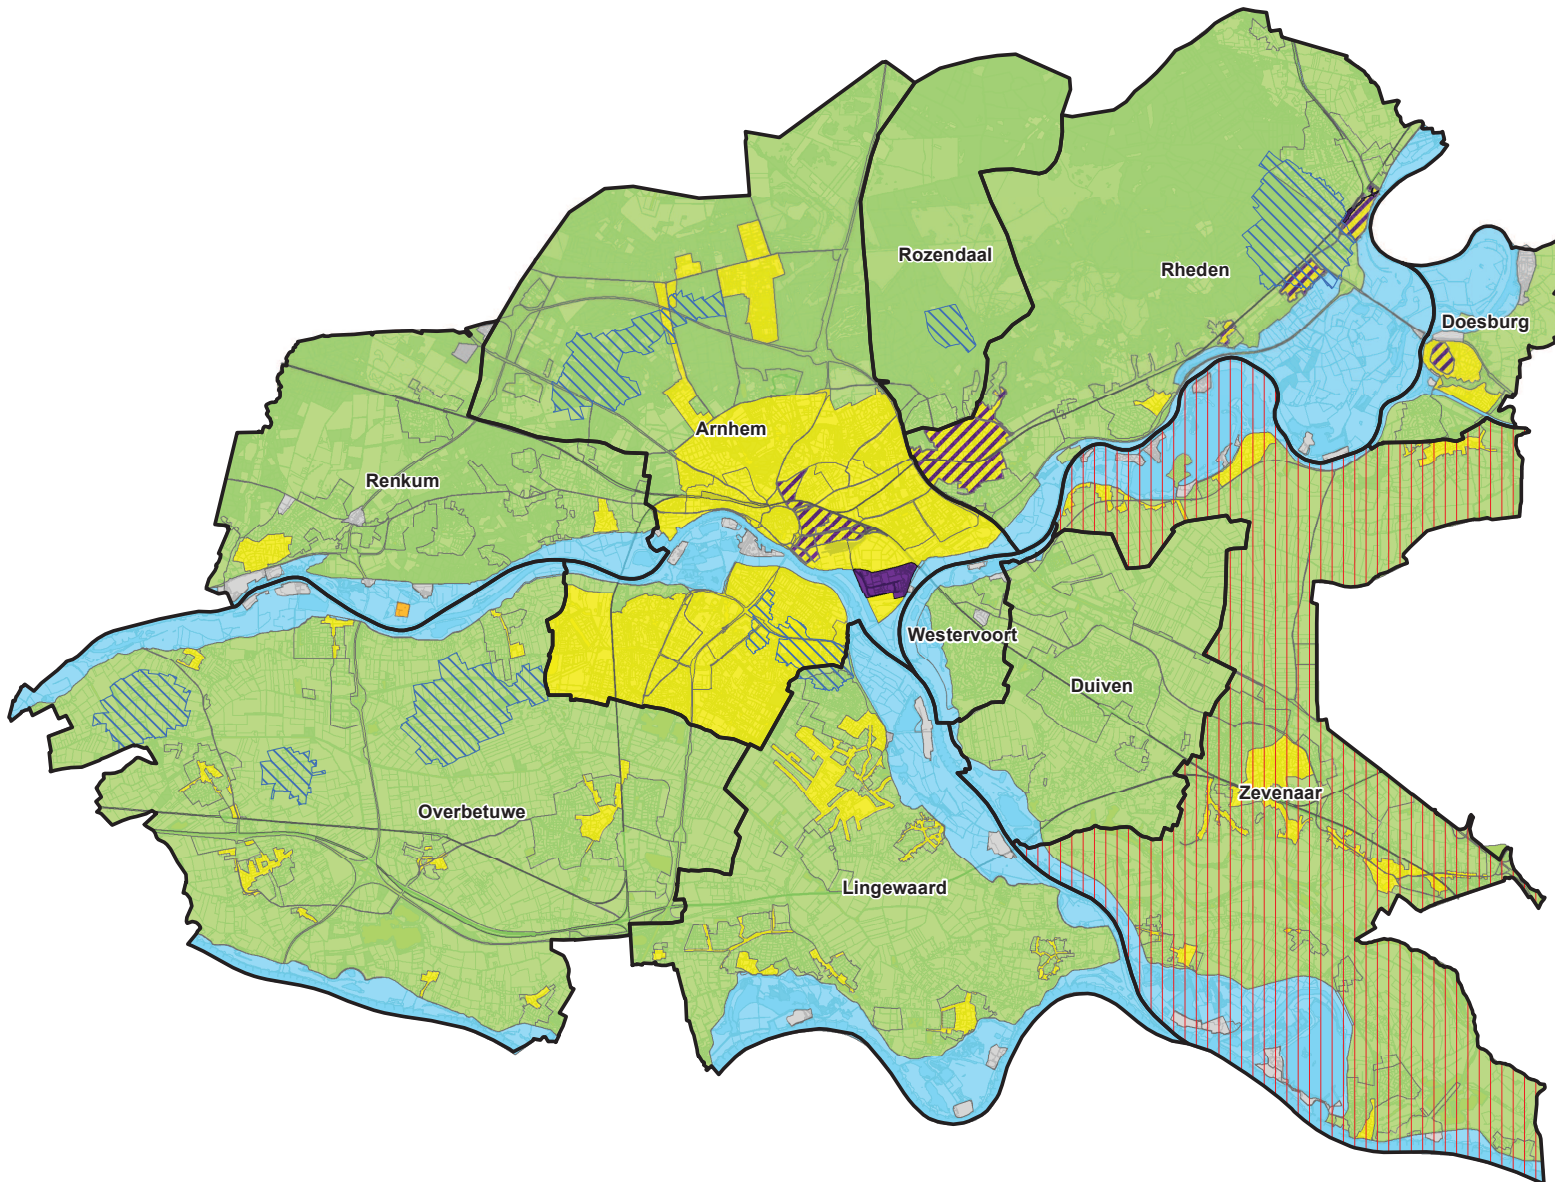 Rozendaal
Rheden
Doesburg
Arnhem
Renkum
Westervoort
Duiven
Zevenaar
Overbetuwe
Lingewaard